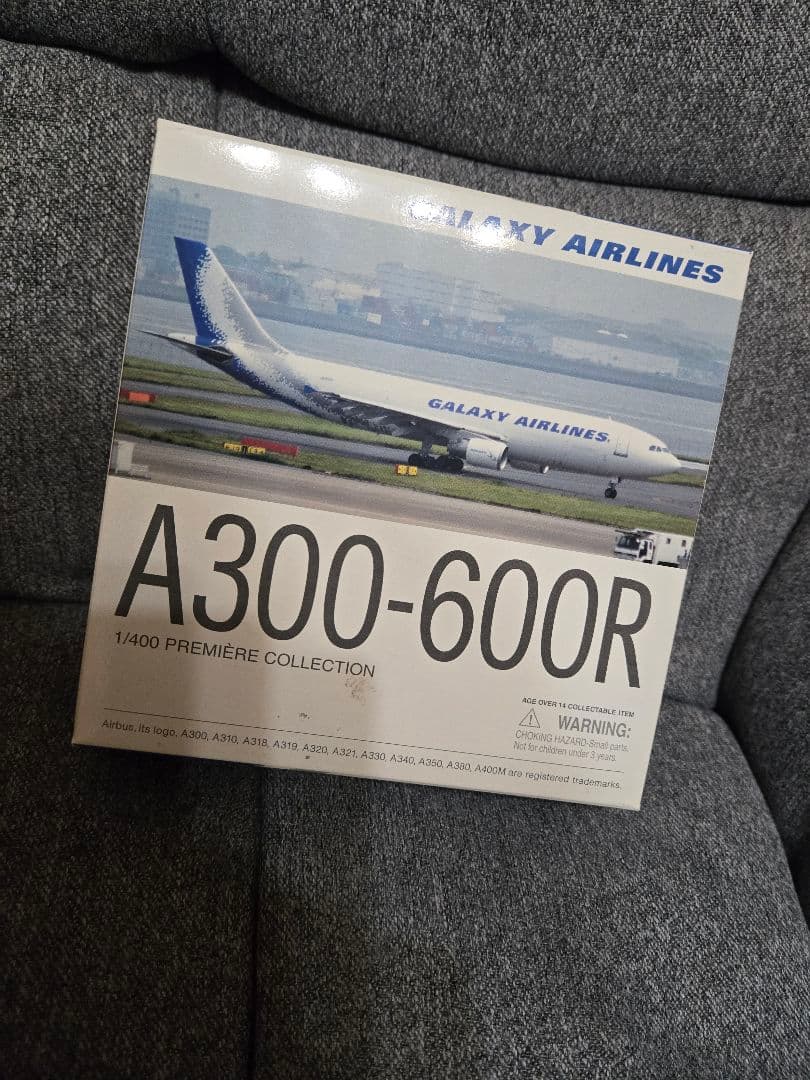 GALAXY AIRLINES
GALAXY AIRLINES
A300-600R
1/400 PREMIÈRE COLLECTION
AGE OVER 14 COLLECTABLE ITEM
WARNING:
CHOKING HAZARD-Small parts.
Not for children under 3 years.
Airbus, its logo, A300, A310, A318, A319, A320, A321, A330, A340, A350, A380, A400M are registered trademarks.